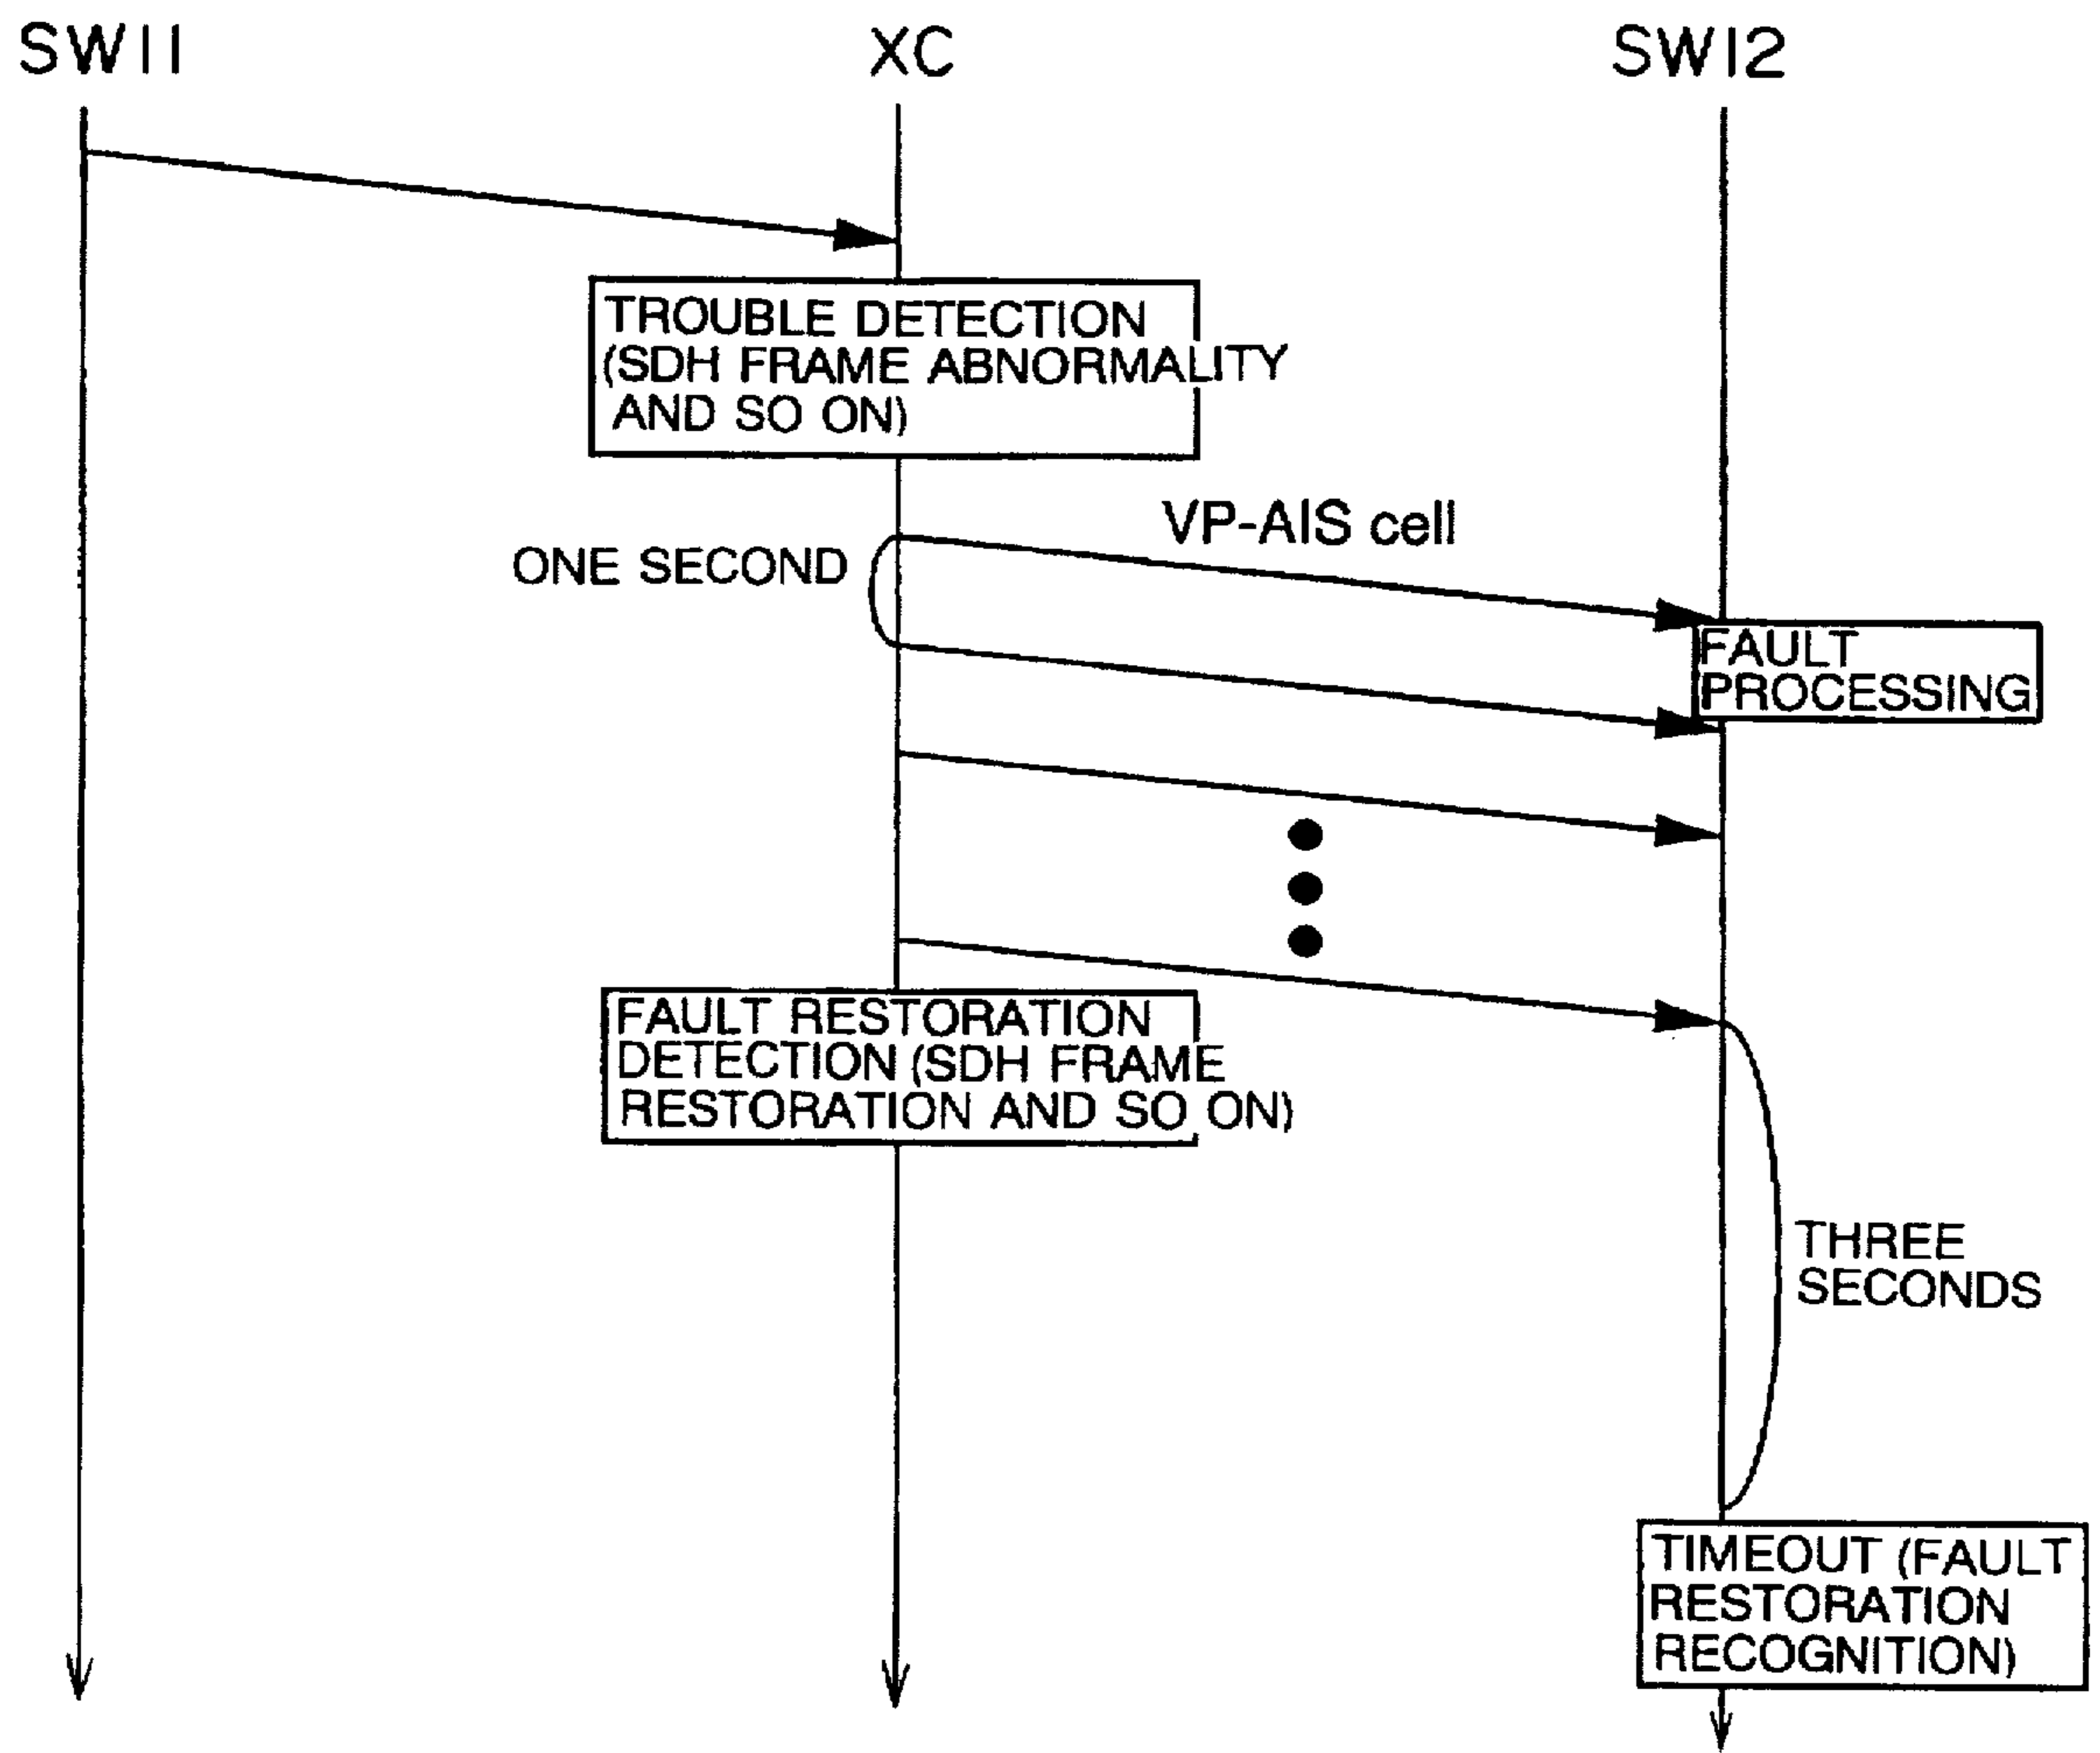 SW11
XC
SW12
TROUBLE DETECTION
(SDH FRAME ABNORMALITY
AND SO ON)
VP-AIS cell
ONE SECOND
FAULT
PROCESSING
FAULT RESTORATION
DETECTION (SDH FRAME
RESTORATION AND SO ON)
THREE
SECONDS
TIMEOUT (FAULT
RESTORATION
RECOGNITION)